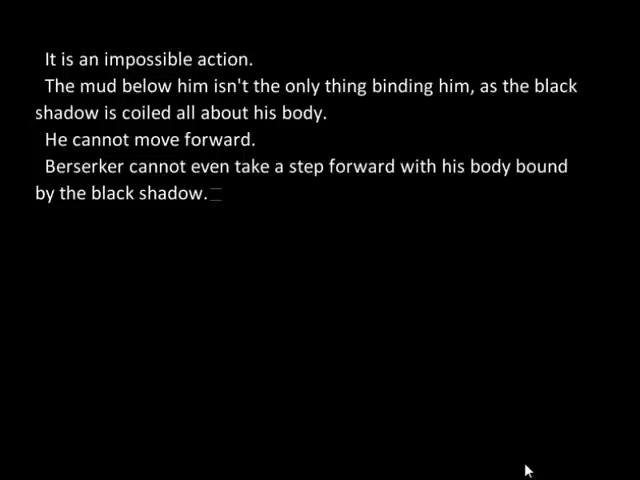 It is an impossible action.
The mud below him isn't the only thing binding him, as the black
shadow is coiled all about his body.
He cannot move forward.
Berserker cannot even take a step forward with his body bound
by the black shadow.